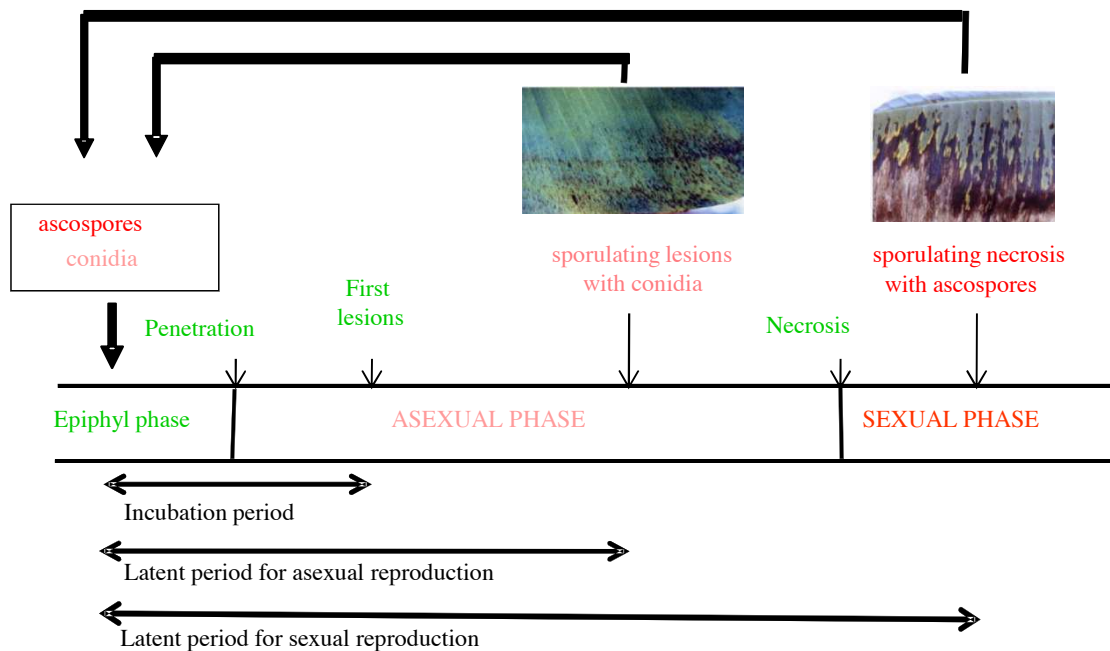 ascospores
conidia
sporulating lesions
with conidia
sporulating necrosis
with ascospores
First
lesions
Penetration
Necrosis
Epiphyl phase
ASEXUAL PHASE
SEXUAL PHASE
Incubation period
Latent period for asexual reproduction
Latent period for sexual reproduction